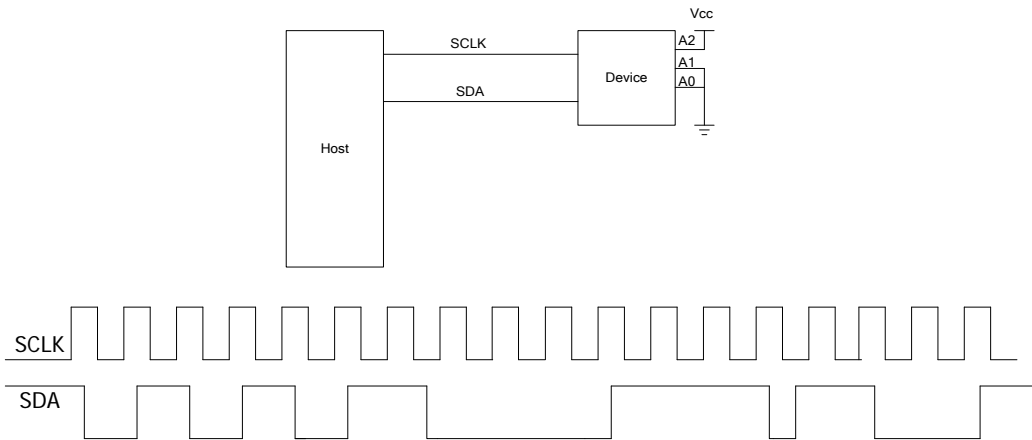 Vcc
SCLK
A2
A1
Device
A0
SDA
Host
SCLK
SDA